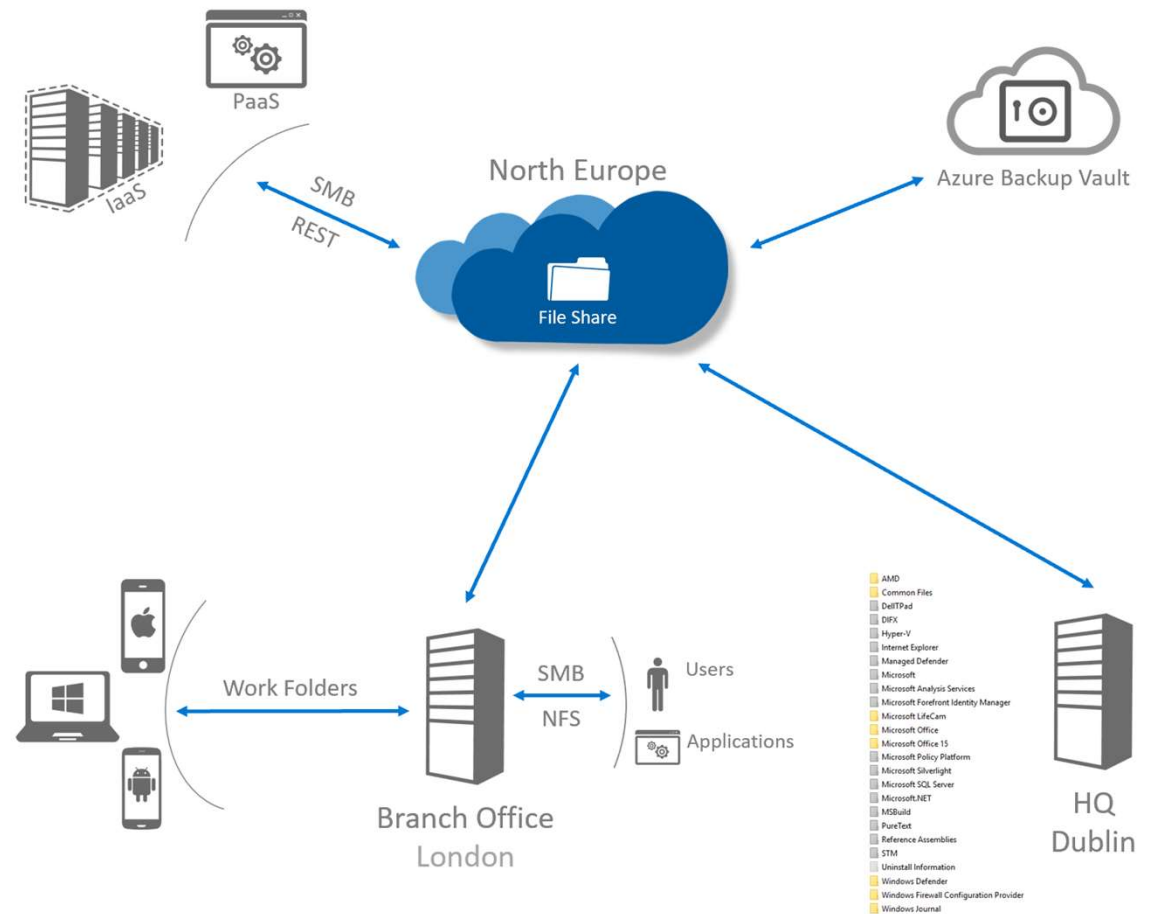 PaaS
IaaS
SMB
REST
North Europe
File Share
Azure Backup Vault
Work Folders
SMB
NFS
Users
Applications
Branch Office
London
AMD
Common Files
DellTPad
DIFX
Hyper-V
Internet Explorer
Managed Defender
Microsoft
Microsoft Analysis Services
Microsoft Forefront Identity Manager
Microsoft LifeCam
Microsoft Office
Microsoft Office 15
Microsoft Policy Platform
Microsoft Silverlight
Microsoft SQL Server
Microsoft.NET
MSBuild
PureText
Reference Assemblies
STM
Uninstall Information
Windows Defender
Windows Firewall Configuration Provider
Windows Journal
HQ
Dublin